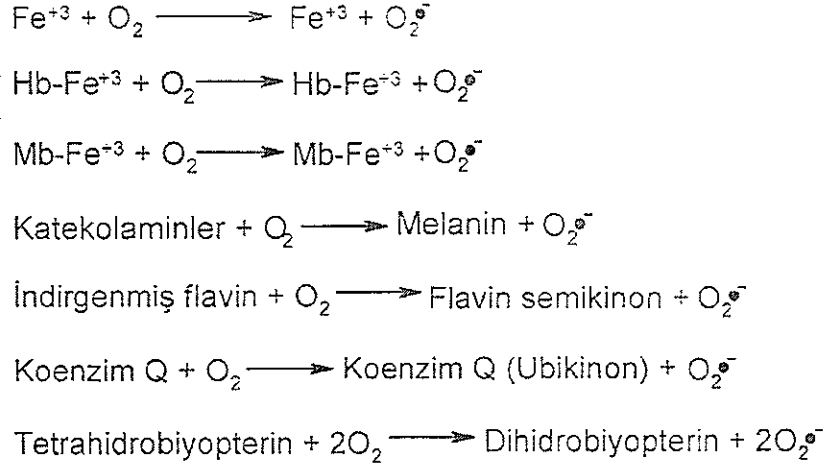 Fe⁺³ + O₂ ⟶ Fe⁺³ + O₂•⁻
Hb-Fe⁺³ + O₂ ⟶ Hb-Fe⁺³ +O₂•⁻
Mb-Fe⁺³ + O₂ ⟶ Mb-Fe⁺³ +O₂•⁻
Katekolaminler + O₂ ⟶ Melanin + O₂•⁻
İndirgenmiş flavin + O₂ ⟶ Flavin semikinon + O₂•⁻
Koenzim Q + O₂ ⟶ Koenzim Q (Ubikinon) + O₂•⁻
Tetrahidrobiyopterin + 2O₂ ⟶ Dihidrobiyopterin + 2O₂•⁻